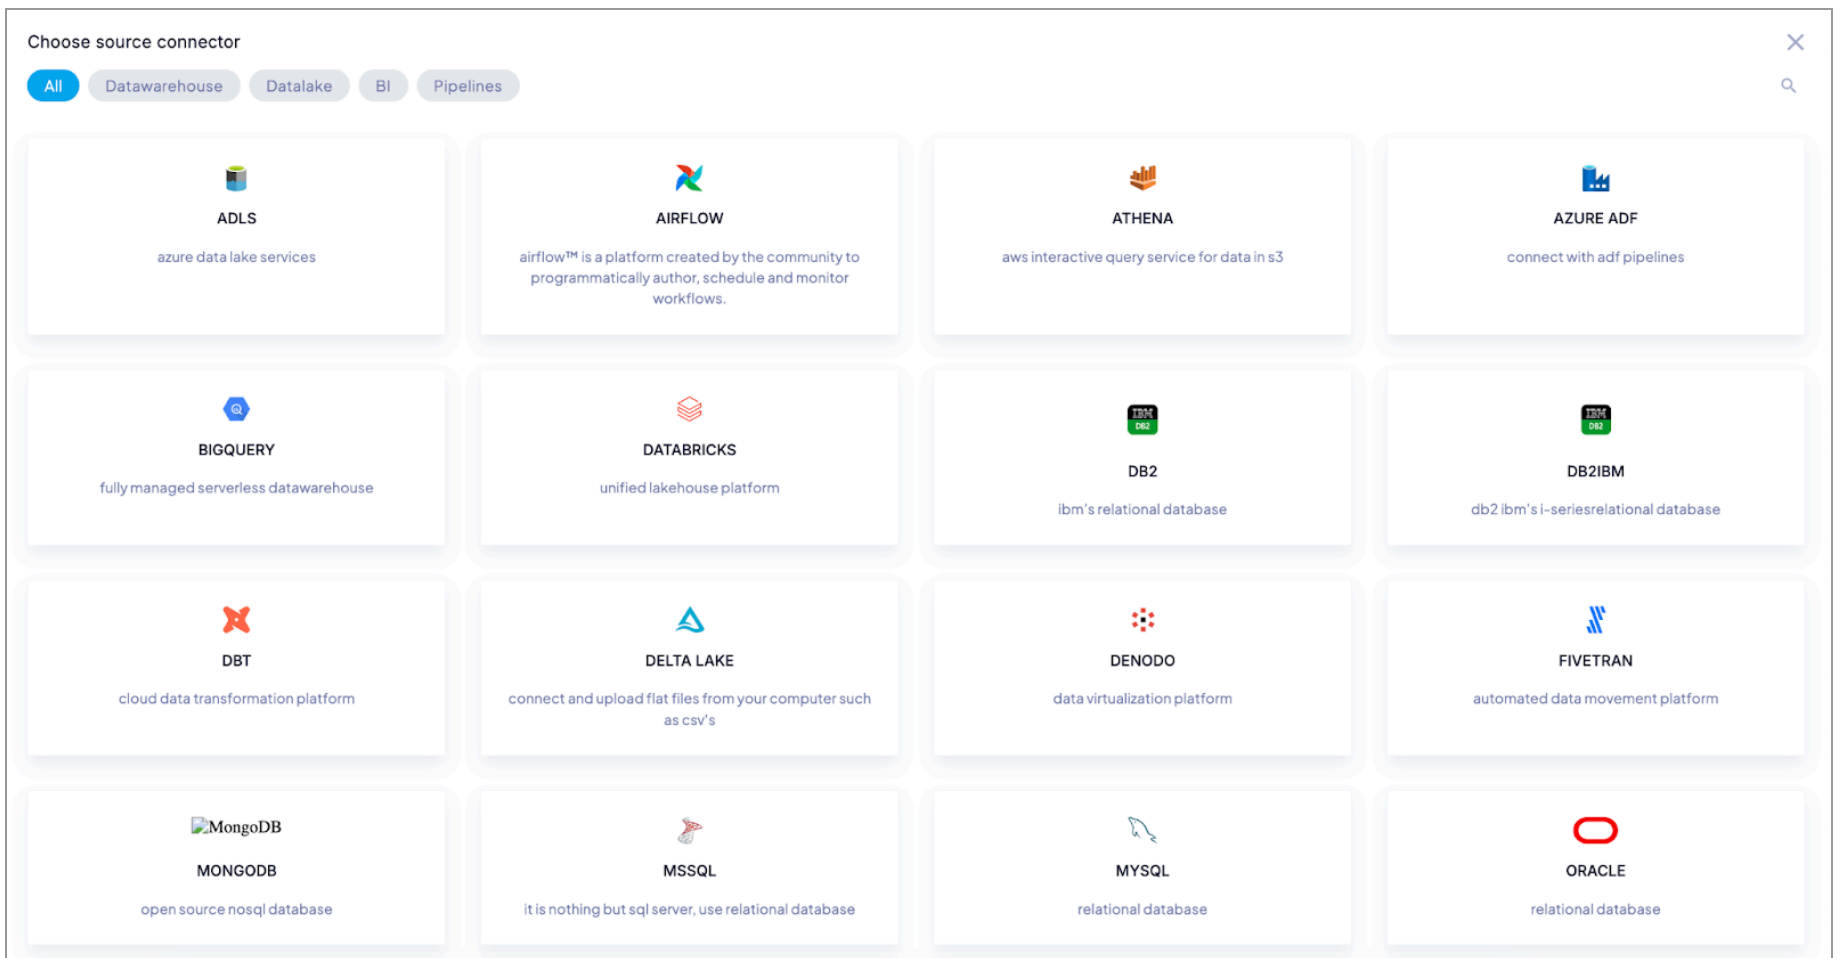 Choose source connector
All Datawarehouse Datalake BI Pipelines
ADLS
azure data lake services
AIRFLOW
airflow™ is a platform created by the community to
programmatically author, schedule and monitor
workflows.
ATHENA
aws interactive query service for data in s3
AZURE ADF
connect with adf pipelines
BIGQUERY
fully managed serverless datawarehouse
DATABRICKS
unified lakehouse platform
IBM
DB2
DB2
ibm's relational database
IBM
DB2
DB2IBM
db2 ibm's i-seriesrelational database
DBT
cloud data transformation platform
DELTA LAKE
connect and upload flat files from your computer such
as csv's
DENODO
data virtualization platform
FIVETRAN
automated data movement platform
MongoDB
MONGODB
open source nosql database
MSSQL
it is nothing but sql server, use relational database
MYSQL
relational database
ORACLE
relational database